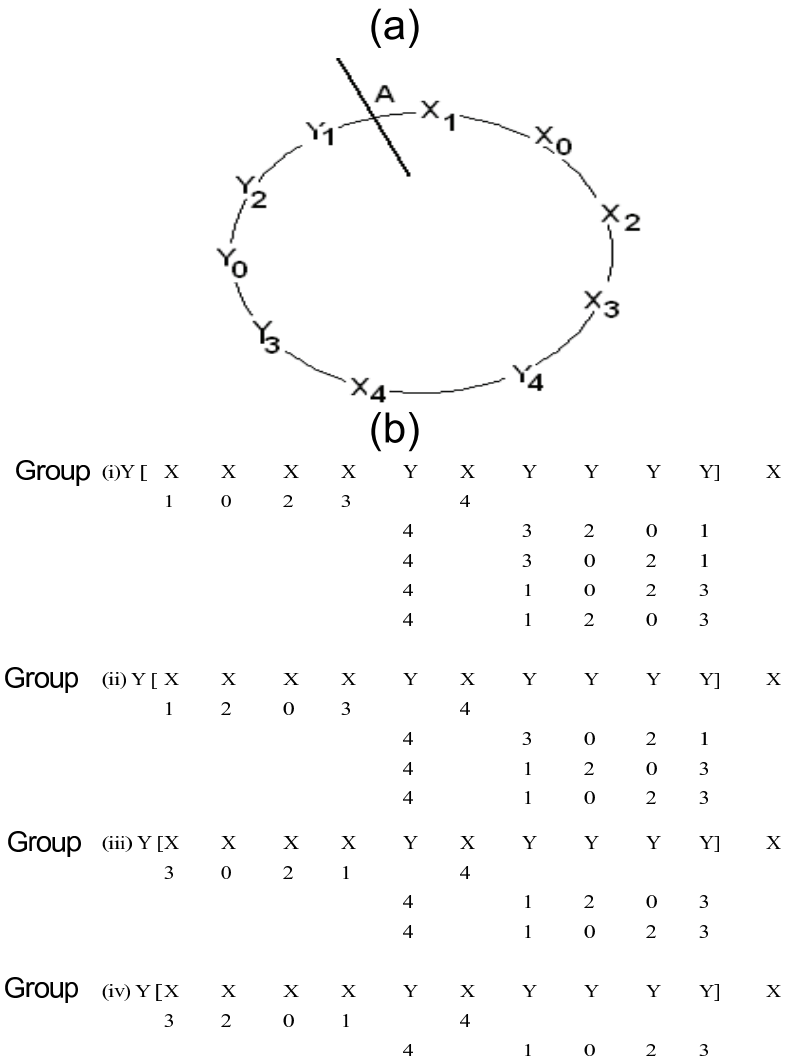 (a)
A
X1
Y1
X0
Y2
X2
Y0
X3
Y3
Y4
X4
(b)
Group (i)Y [ X X X X Y X Y Y Y Y] X
1 0 2 3 4
4 3 2 0 1
4 3 0 2 1
4 1 0 2 3
4 1 2 0 3
Group (ii) Y [ X X X X Y X Y Y Y Y] X
1 2 0 3 4
4 3 0 2 1
4 1 2 0 3
4 1 0 2 3
Group (iii) Y [X X X X Y X Y Y Y Y] X
3 0 2 1 4
4 1 2 0 3
4 1 0 2 3
Group (iv) Y [X X X X Y X Y Y Y Y] X
3 2 0 1 4
4 1 0 2 3